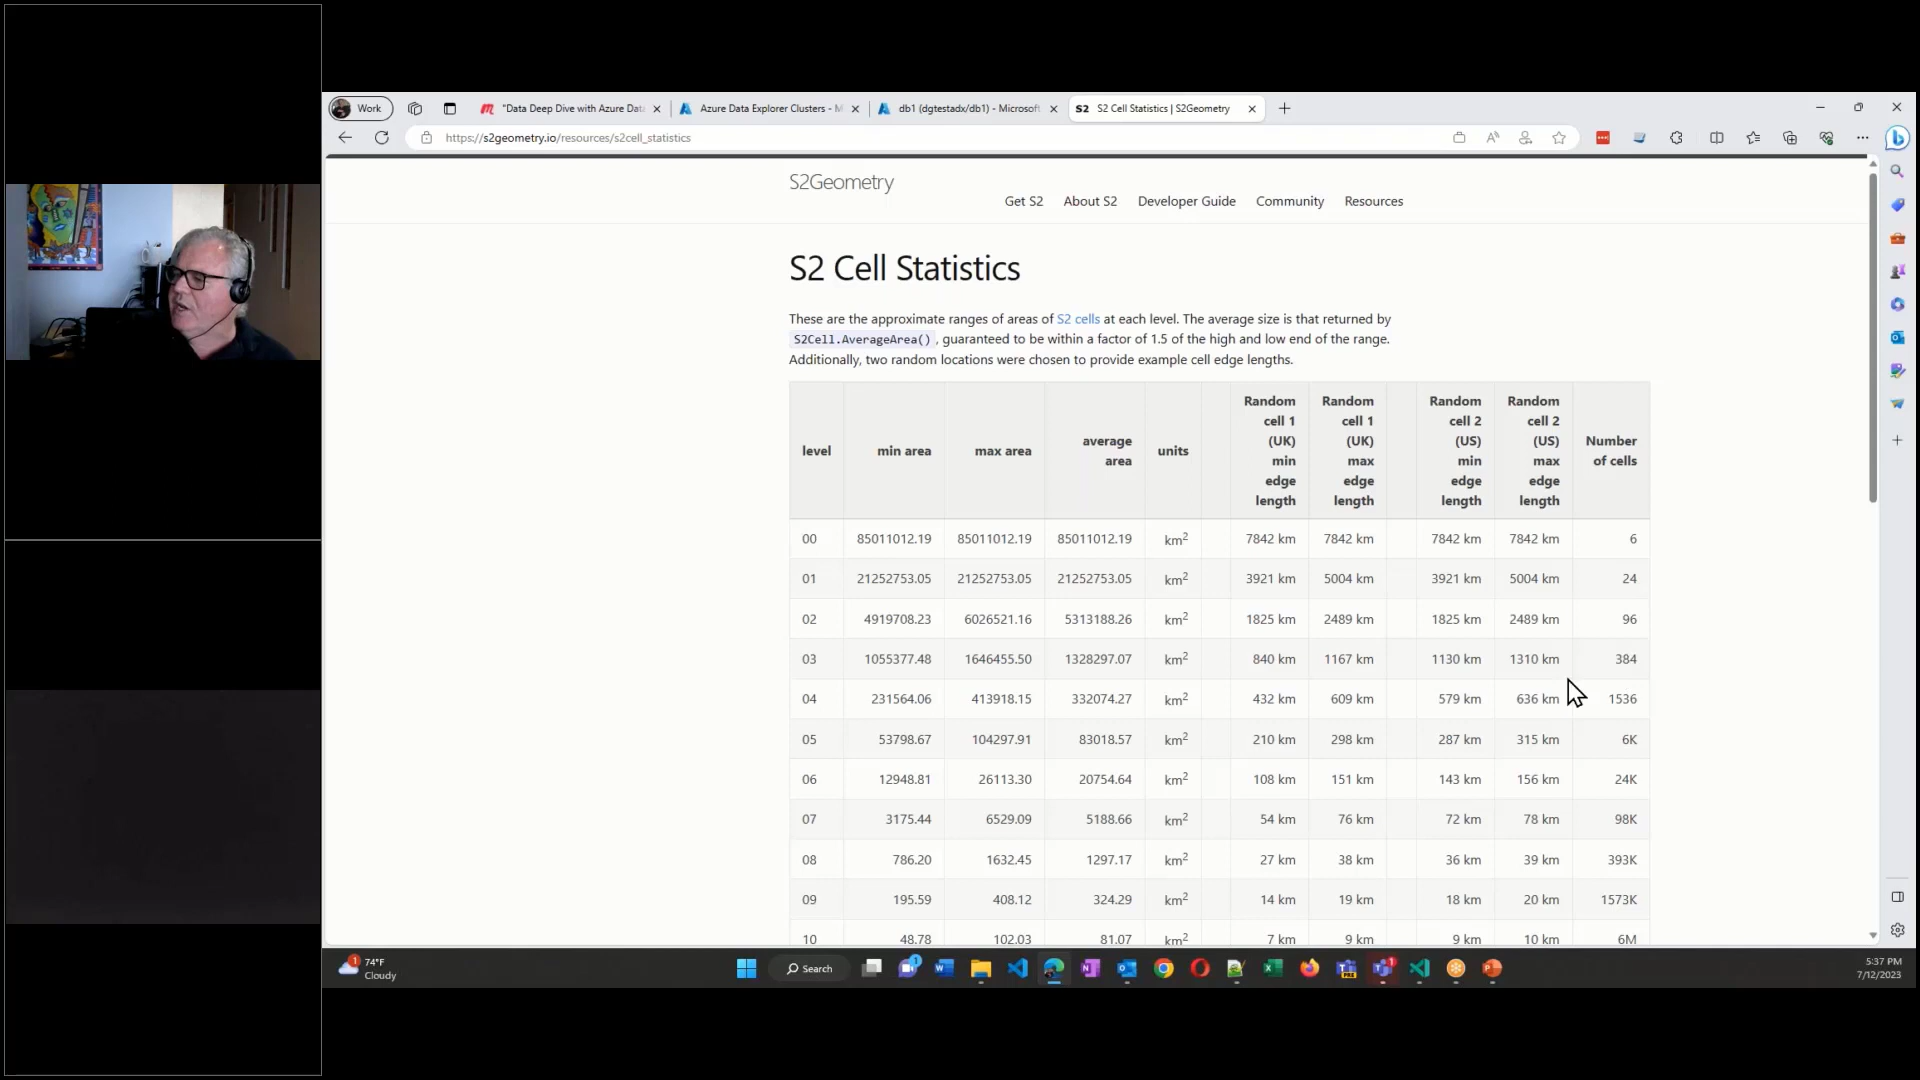 Work
"Data Deep Dive with Azure Dat
Azure Data Explorer Clusters - M
db1 (dgtestadx/db1) - Microsoft
S2 S2 Cell Statistics | S2Geometry
https://s2geometry.io/resources/s2cell_statistics
S2Geometry
Get S2 About S2 Developer Guide Community Resources
S2 Cell Statistics
These are the approximate ranges of areas of S2 cells at each level. The average size is that returned by
S2Cell.AverageArea() , guaranteed to be within a factor of 1.5 of the high and low end of the range.
Additionally, two random locations were chosen to provide example cell edge lengths.
level min area max area average area units Random cell 1 (UK) min edge length Random cell 1 (UK) max edge length Random cell 2 (US) min edge length Random cell 2 (US) max edge length Number of cells
00 85011012.19 85011012.19 85011012.19 km2 7842 km 7842 km 7842 km 7842 km 6
01 21252753.05 21252753.05 21252753.05 km2 3921 km 5004 km 3921 km 5004 km 24
02 4919708.23 6026521.16 5313188.26 km2 1825 km 2489 km 1825 km 2489 km 96
03 1055377.48 1646455.50 1328297.07 km2 840 km 1167 km 1130 km 1310 km 384
04 231564.06 413918.15 332074.27 km2 432 km 609 km 579 km 636 km 1536
05 53798.67 104297.91 83018.57 km2 210 km 298 km 287 km 315 km 6K
06 12948.81 26113.30 20754.64 km2 108 km 151 km 143 km 156 km 24K
07 3175.44 6529.09 5188.66 km2 54 km 76 km 72 km 78 km 98K
08 786.20 1632.45 1297.17 km2 27 km 38 km 36 km 39 km 393K
09 195.59 408.12 324.29 km2 14 km 19 km 18 km 20 km 1573K
10 48.78 102.03 81.07 km2 7 km 9 km 9 km 10 km 6M
74°F
Cloudy
Search
5:37 PM
7/12/2023